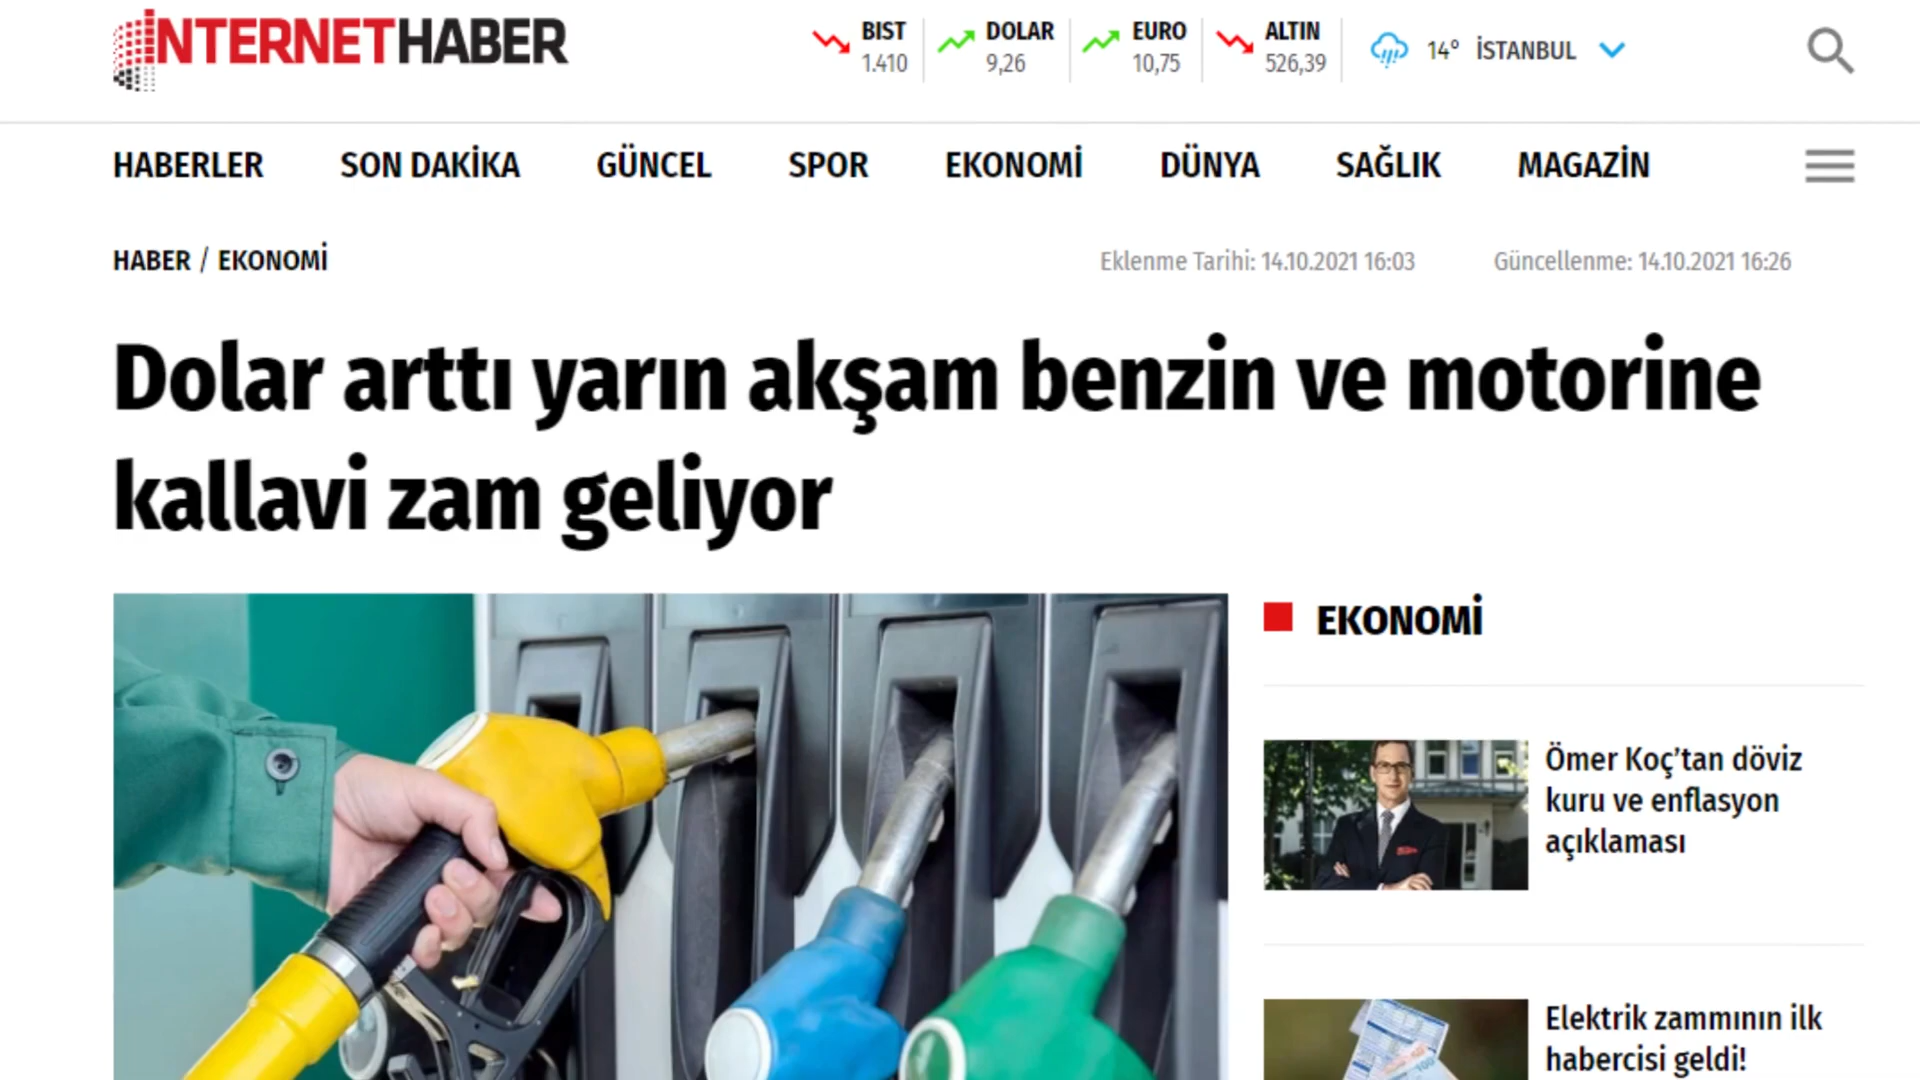 İNTERNETHABER
BIST
1.410
DOLAR
9,26
EURO
10,75
ALTIN
526,39
14° İSTANBUL
HABERLER SON DAKİKA GÜNCEL SPOR EKONOMİ DÜNYA SAĞLIK MAGAZİN
HABER / EKONOMİ
Eklenme Tarihi: 14.10.2021 16:03 Güncellenme: 14.10.2021 16:26
Dolar arttı yarın akşam benzin ve motorine
kallavi zam geliyor
EKONOMİ
Ömer Koç'tan döviz
kuru ve enflasyon
açıklaması
Elektrik zammının ilk
habercisi geldi!